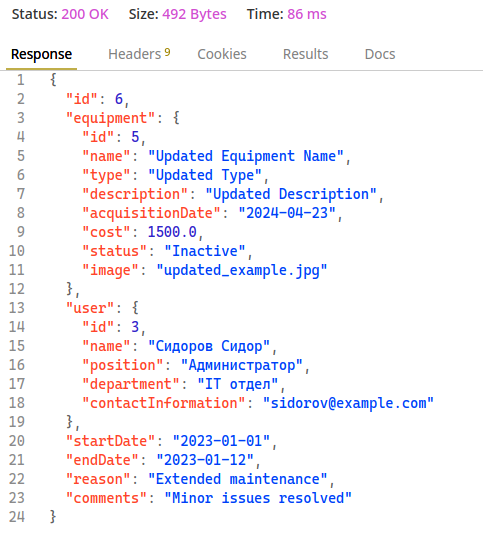 Status: 200 OK Size: 492 Bytes Time: 86 ms
Response Headers 9 Cookies Results Docs
1 {
2 "id": 6,
3 "equipment": {
4 "id": 5,
5 "name": "Updated Equipment Name",
6 "type": "Updated Type",
7 "description": "Updated Description",
8 "acquisitionDate": "2024-04-23",
9 "cost": 1500.0,
10 "status": "Inactive",
11 "image": "updated_example.jpg"
12 },
13 "user": {
14 "id": 3,
15 "name": "Сидоров Сидор",
16 "position": "Администратор",
17 "department": "IT отдел",
18 "contactInformation": "sidorov@example.com"
19 },
20 "startDate": "2023-01-01",
21 "endDate": "2023-01-12",
22 "reason": "Extended maintenance",
23 "comments": "Minor issues resolved"
24 }